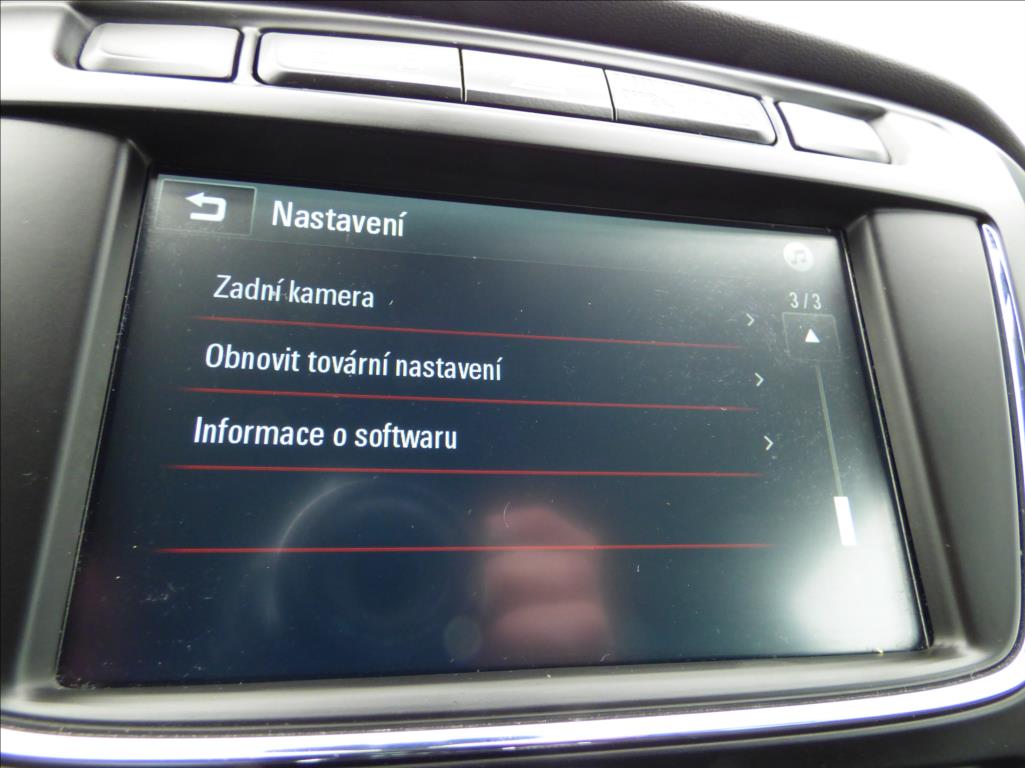 Nastavení
Zadní kamera
3/3
Obnovit tovární nastavení
Informace o softwaru